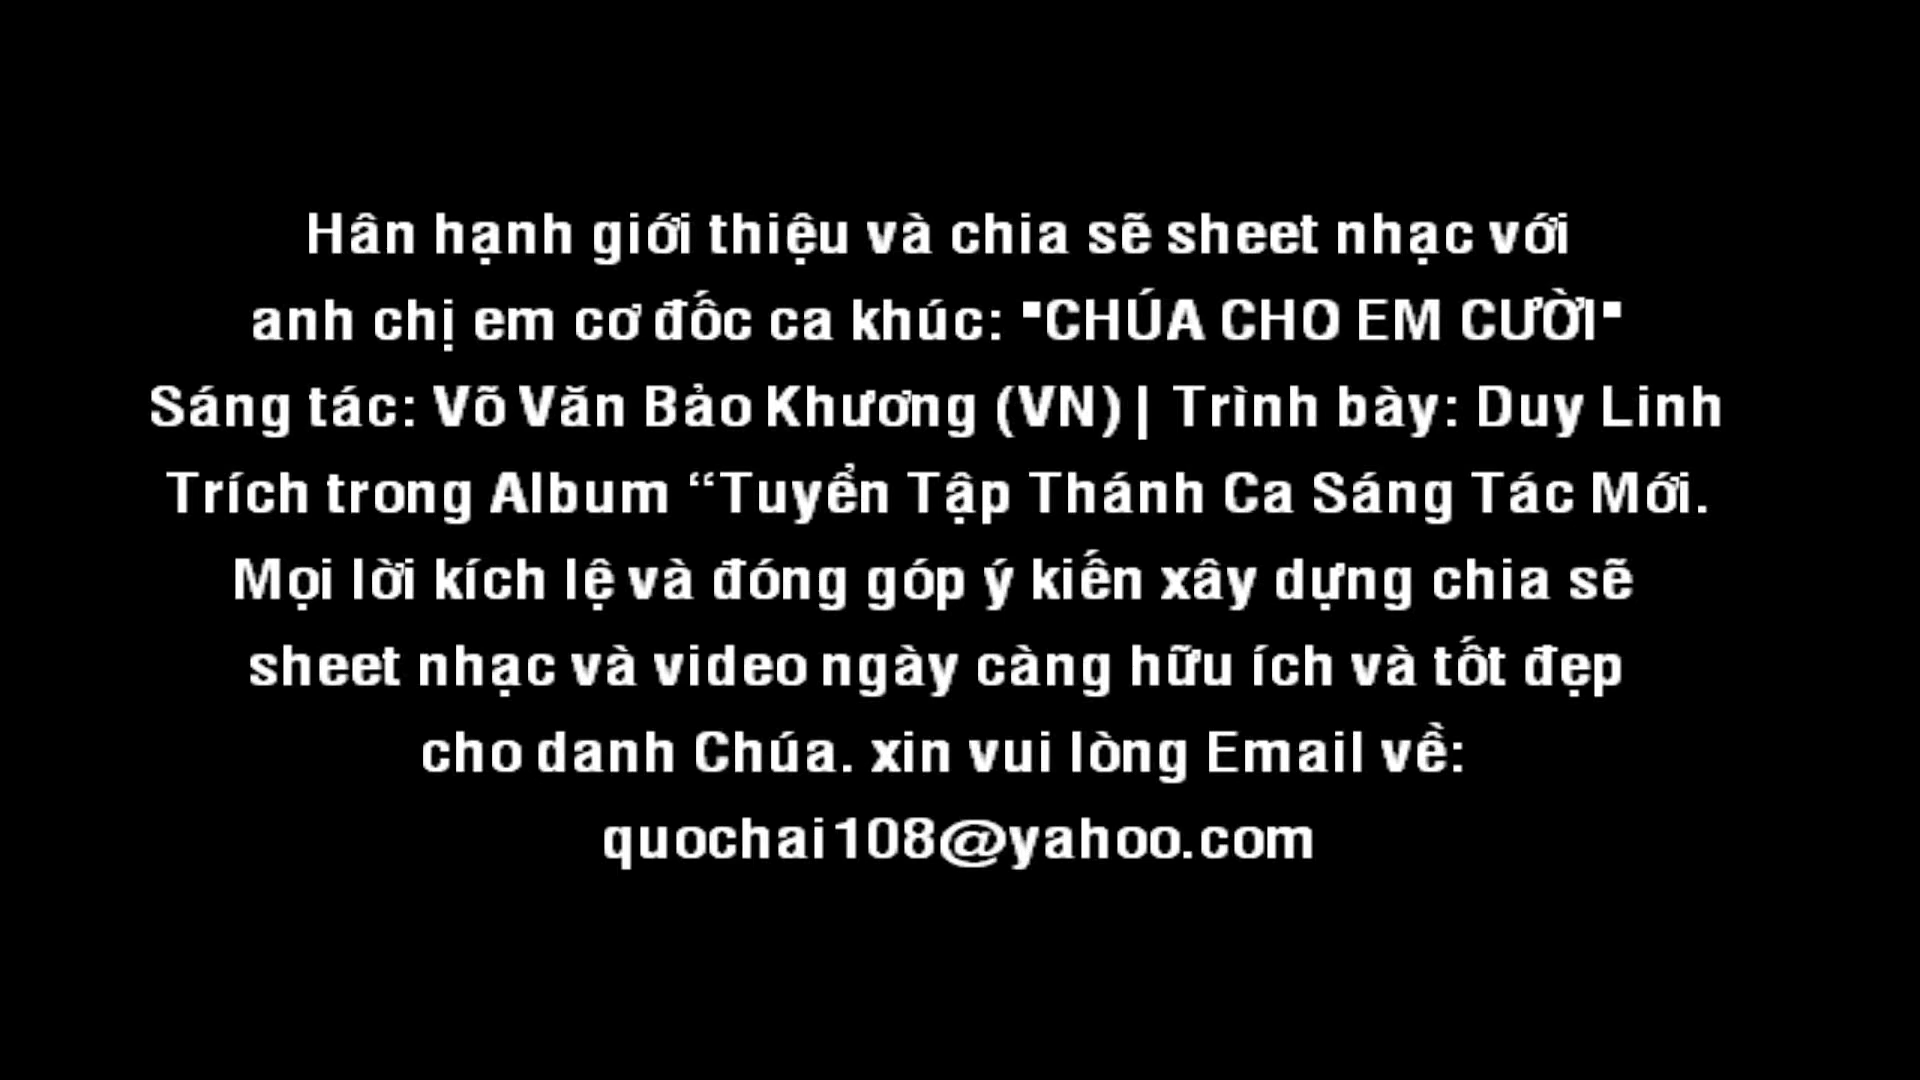 Hân hạnh giới thiệu và chia sẽ sheet nhạc với
anh chị em cơ đốc ca khúc: "CHÚA CHO EM CƯỜI"
Sáng tác: Võ Văn Bảo Khương (VN) | Trình bày: Duy Linh
Trích trong Album “Tuyển Tập Thánh Ca Sáng Tác Mới.
Mọi lời kích lệ và đóng góp ý kiến xây dựng chia sẽ
sheet nhạc và video ngày càng hữu ích và tốt đẹp
cho danh Chúa. xin vui lòng Email về:
quochai108@yahoo.com